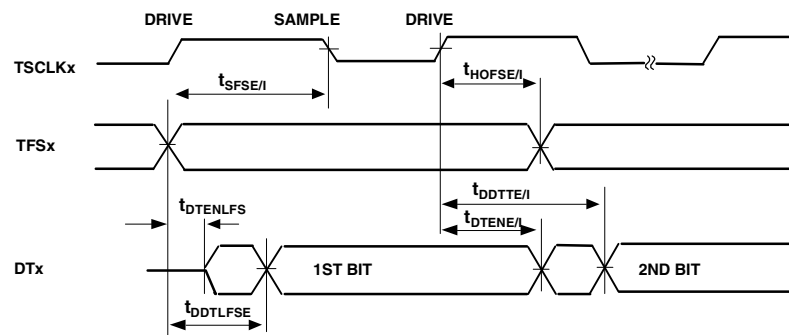 DRIVE SAMPLE DRIVE
TSCLKx
tSFSE/I tHOFSE/I
TFSx
tDDTTE/I
tDTENLFS tDTENE/I
DTx 1ST BIT 2ND BIT
tDDTLFSE